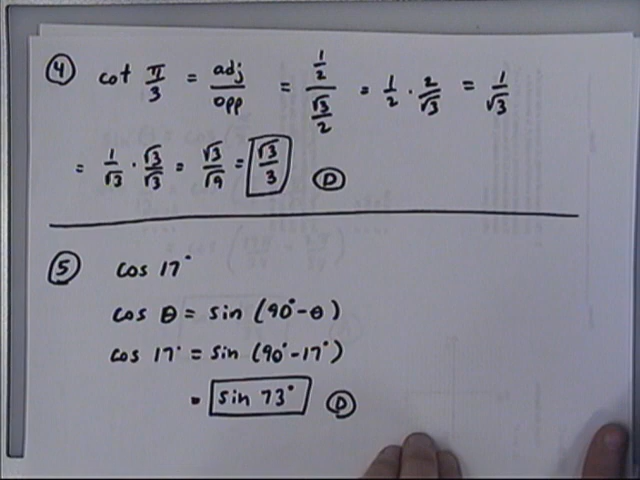 ④ cot π/3 = adj/opp = (1/2)/(√3/2) = 1/2 · 2/√3 = 1/√3
= 1/√3 · √3/√3 = √3/√9 = √3/3 Ⓓ
⑤ cos 17°
cos θ = sin (90° - θ)
cos 17° = sin (90° - 17°)
= sin 73° Ⓓ